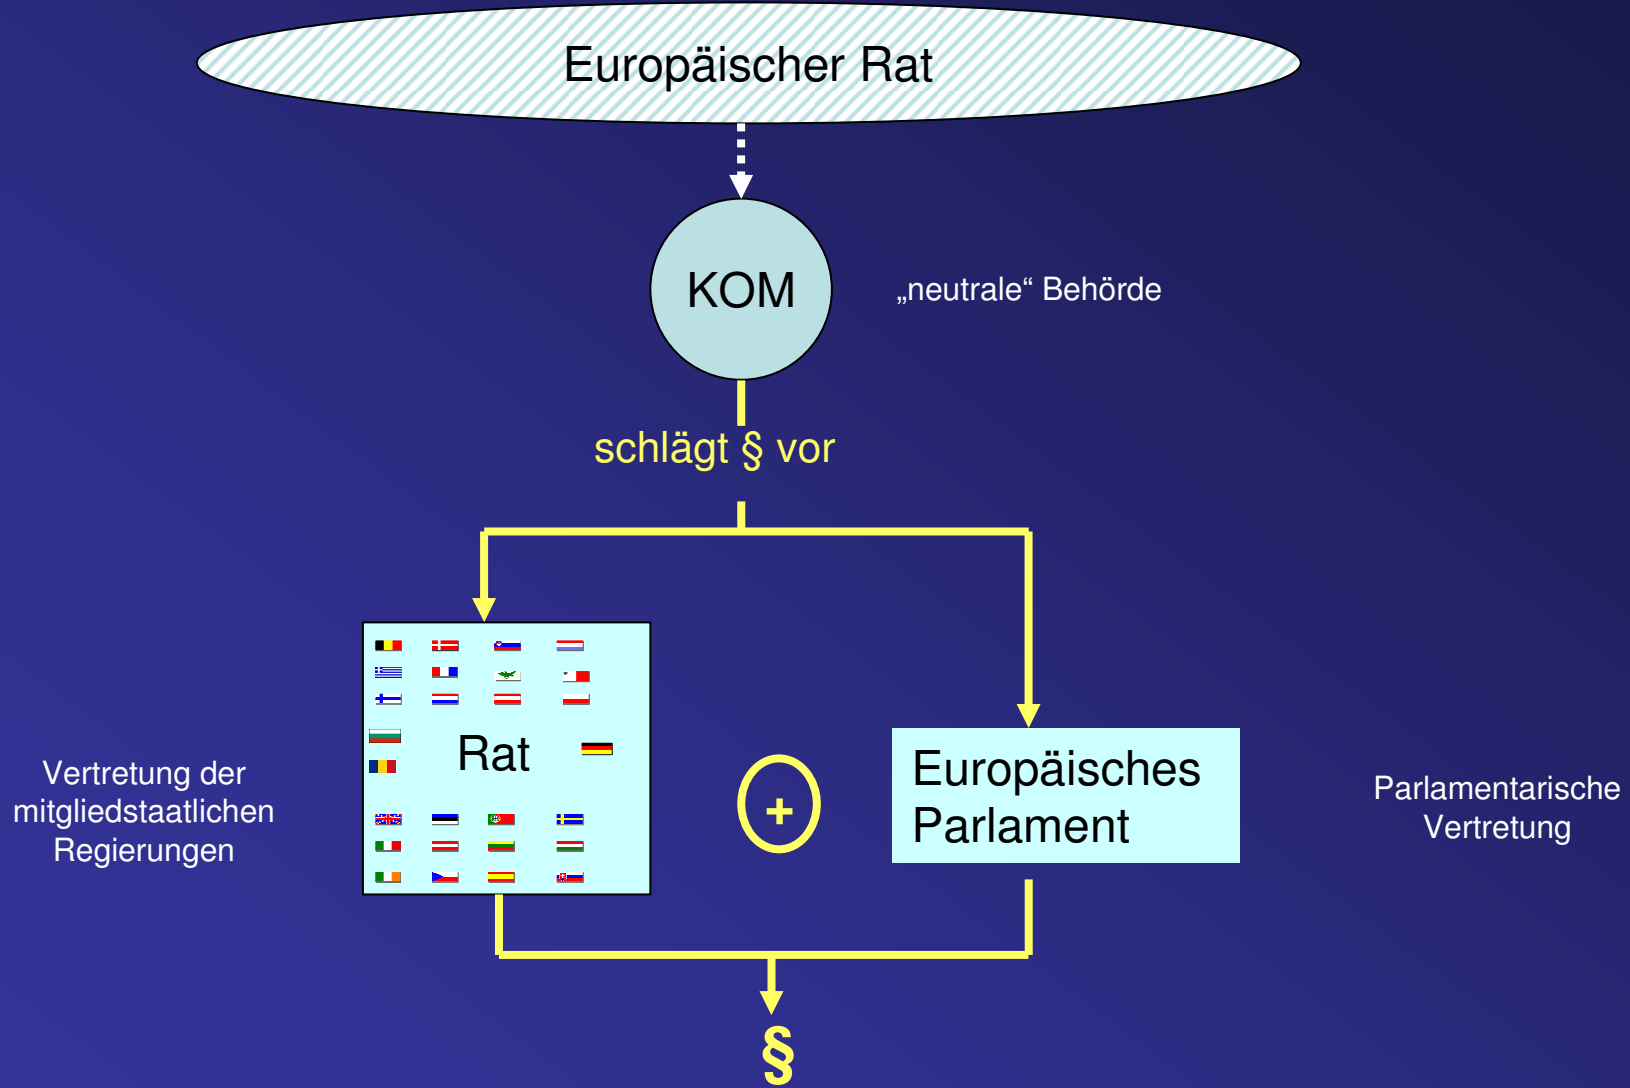 Europäischer Rat
KOM
„neutrale“ Behörde
schlägt § vor
Rat
Vertretung der
mitgliedstaatlichen
Regierungen
+
Europäisches
Parlament
Parlamentarische
Vertretung
§